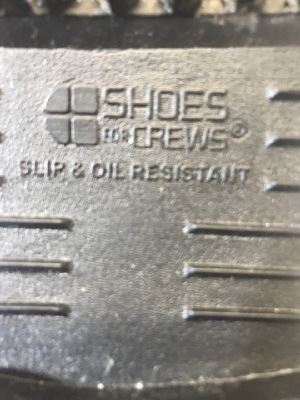 SHOES
FOR CREWS®
SLIP & OIL RESISTANT